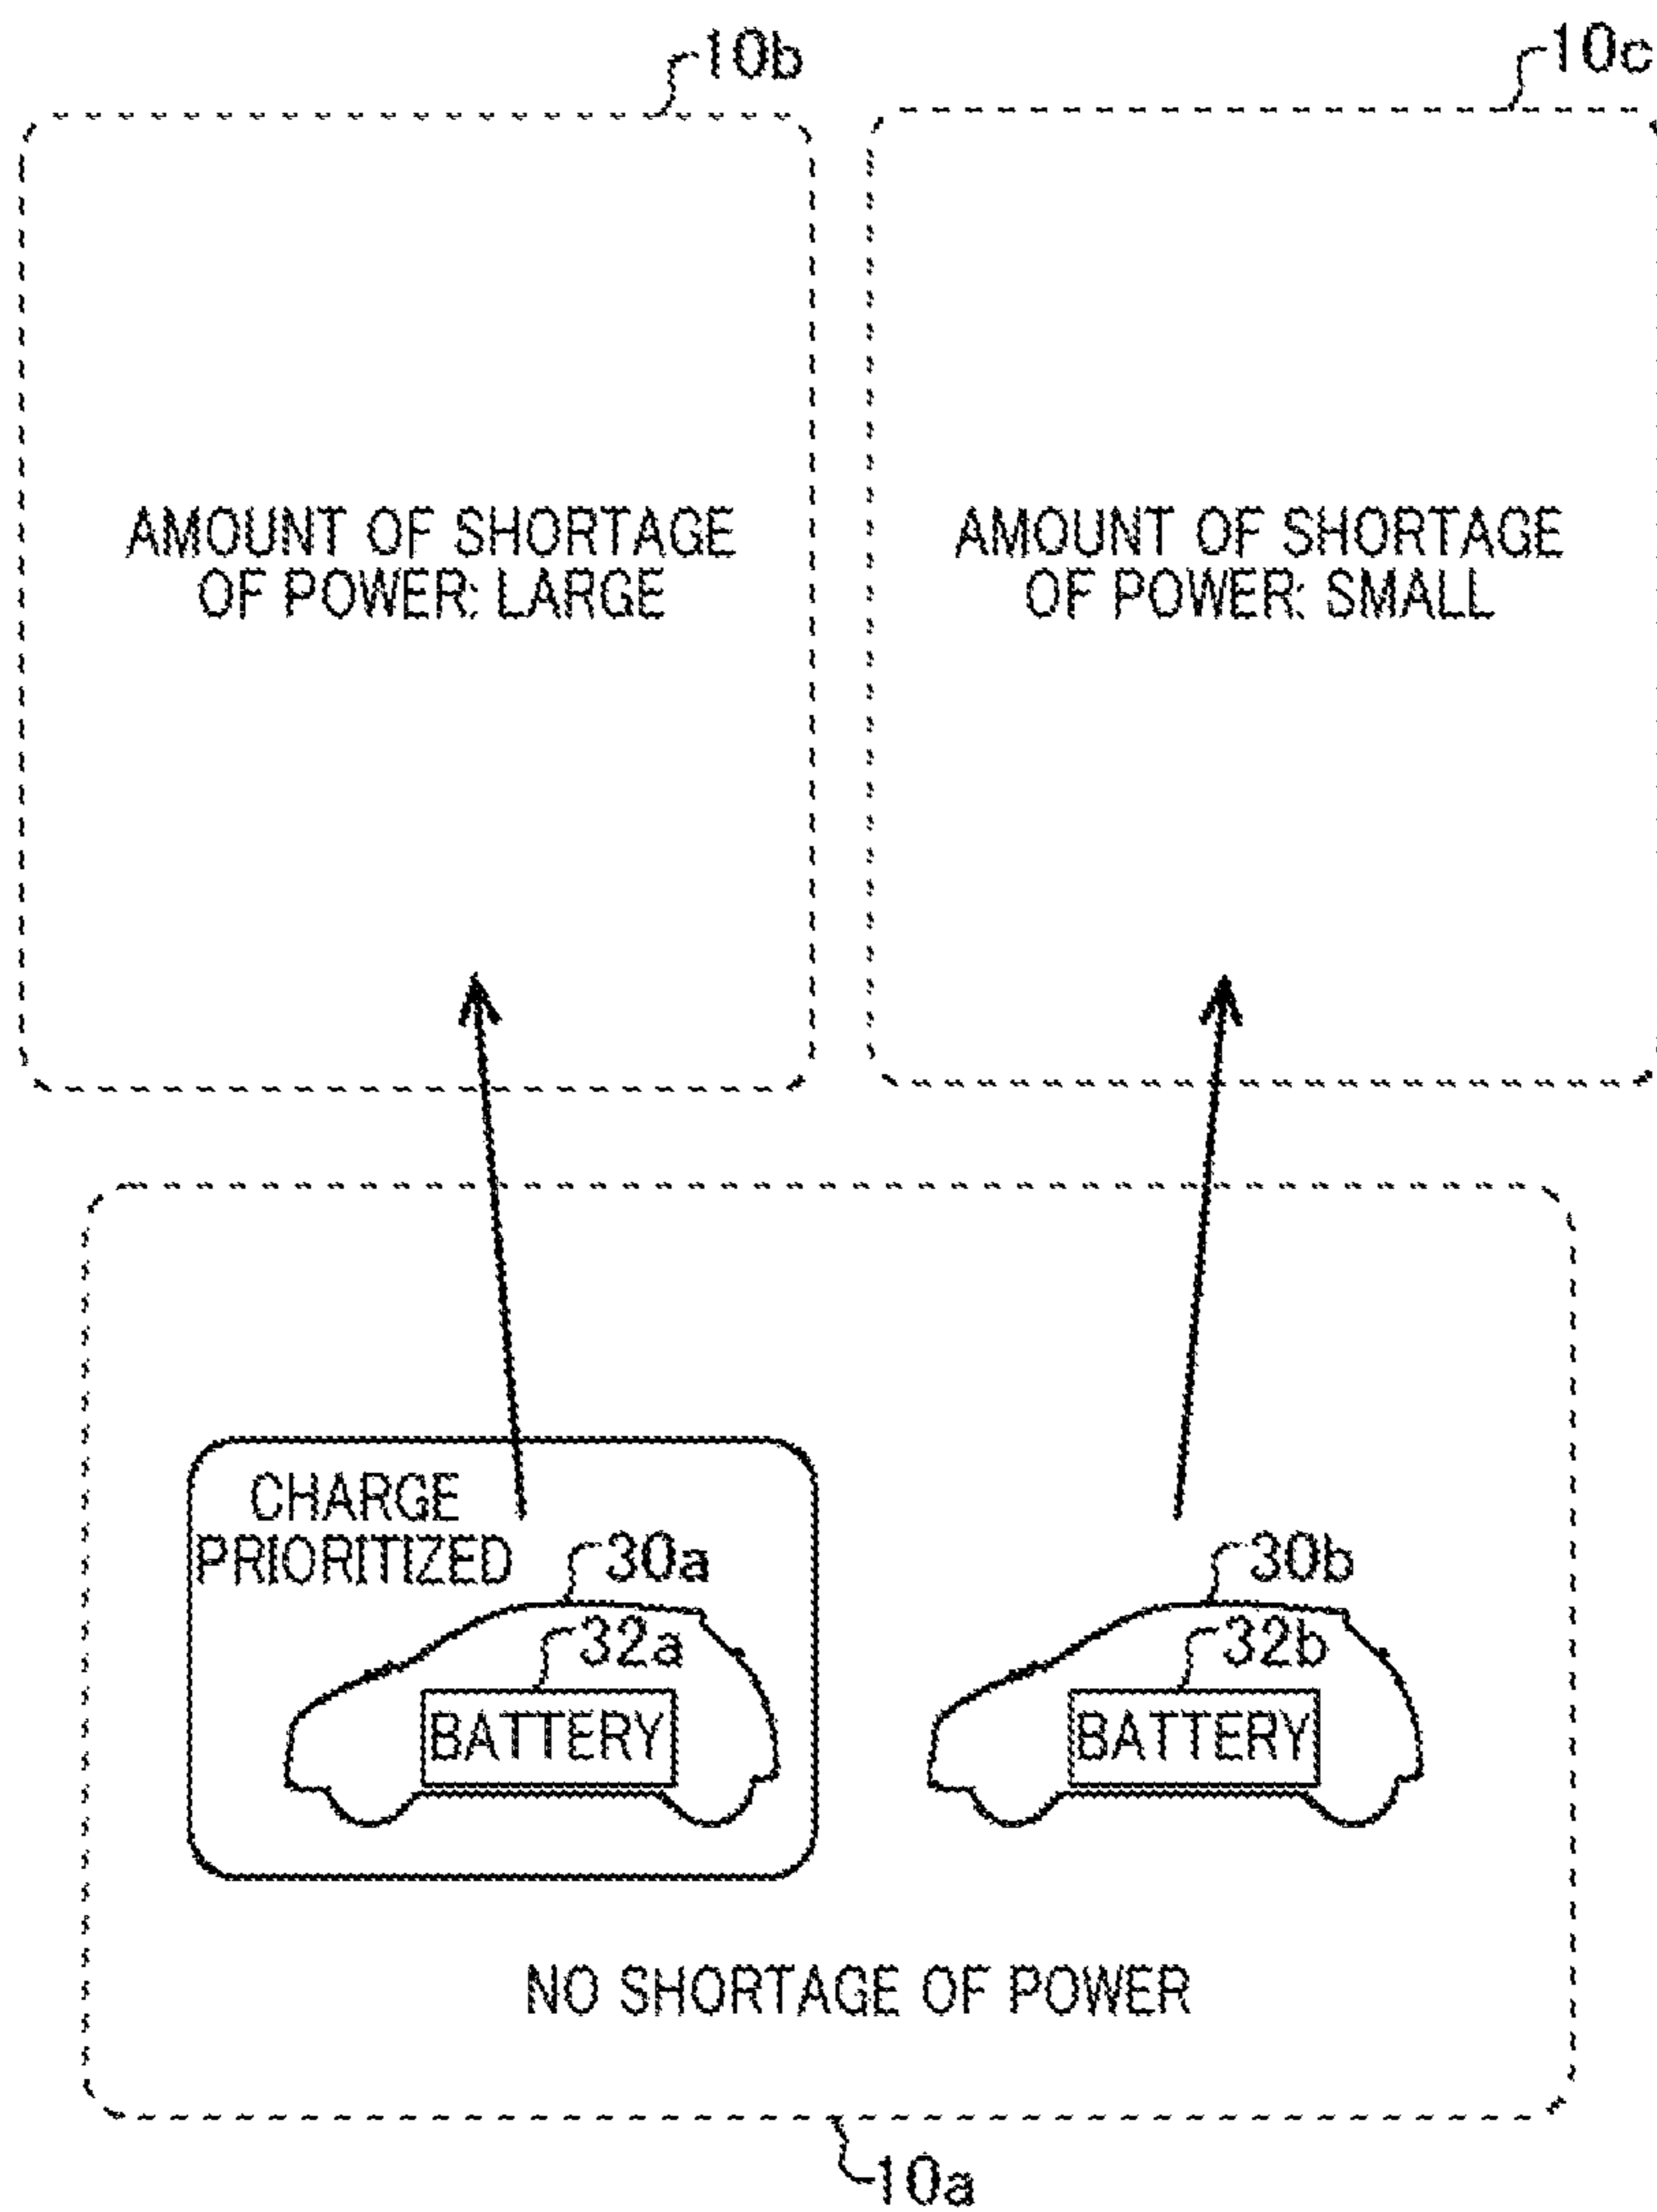 10b
10c
AMOUNT OF SHORTAGE
OF POWER: LARGE
AMOUNT OF SHORTAGE
OF POWER: SMALL
CHARGE
PRIORITIZED
30a
32a
BATTERY
30b
32b
BATTERY
NO SHORTAGE OF POWER
10a